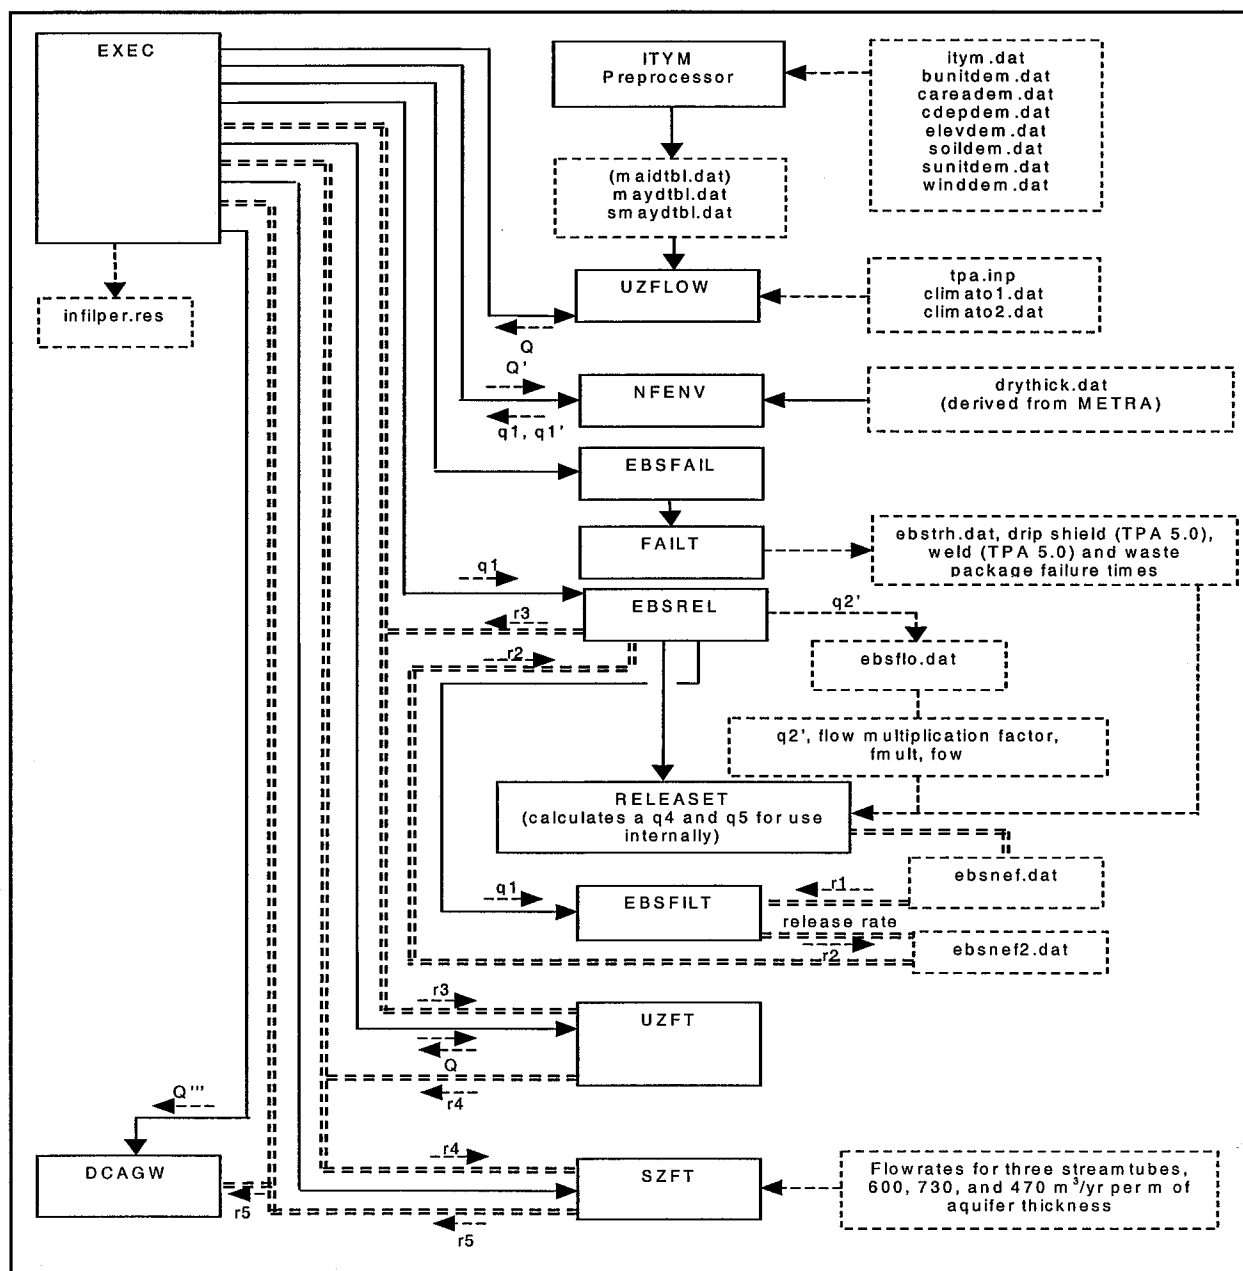 EXEC
ITYM
Preprocessor
itym.dat
bunitdem.dat
careadem.dat
cdepdem.dat
elevdem.dat
soildem.dat
sunitdem.dat
winddem.dat
(maidtbl.dat)
maydtbl.dat
smaydtbl.dat
infilper.res
UZFLOW
tpa.inp
climato1.dat
climato2.dat
Q
Q'
NFENV
drythick.dat
(derived from METRA)
q1, q1'
EBSFAIL
FAILT
ebstrh.dat, drip shield (TPA 5.0),
weld (TPA 5.0) and waste
package failure times
q1
EBSREL
q2'
r3
r2
ebsflo.dat
q2', flow multiplication factor,
fmult, fow
RELEASET
(calculates a q4 and q5 for use
internally)
ebsnef.dat
q1
EBSFILT
r1
release rate
r2
ebsnef2.dat
r3
UZFT
Q
r4
Q'''
DCAGW
r5
r4
SZFT
r5
Flowrates for three streamtubes,
600, 730, and 470 m³/yr per m of
aquifer thickness